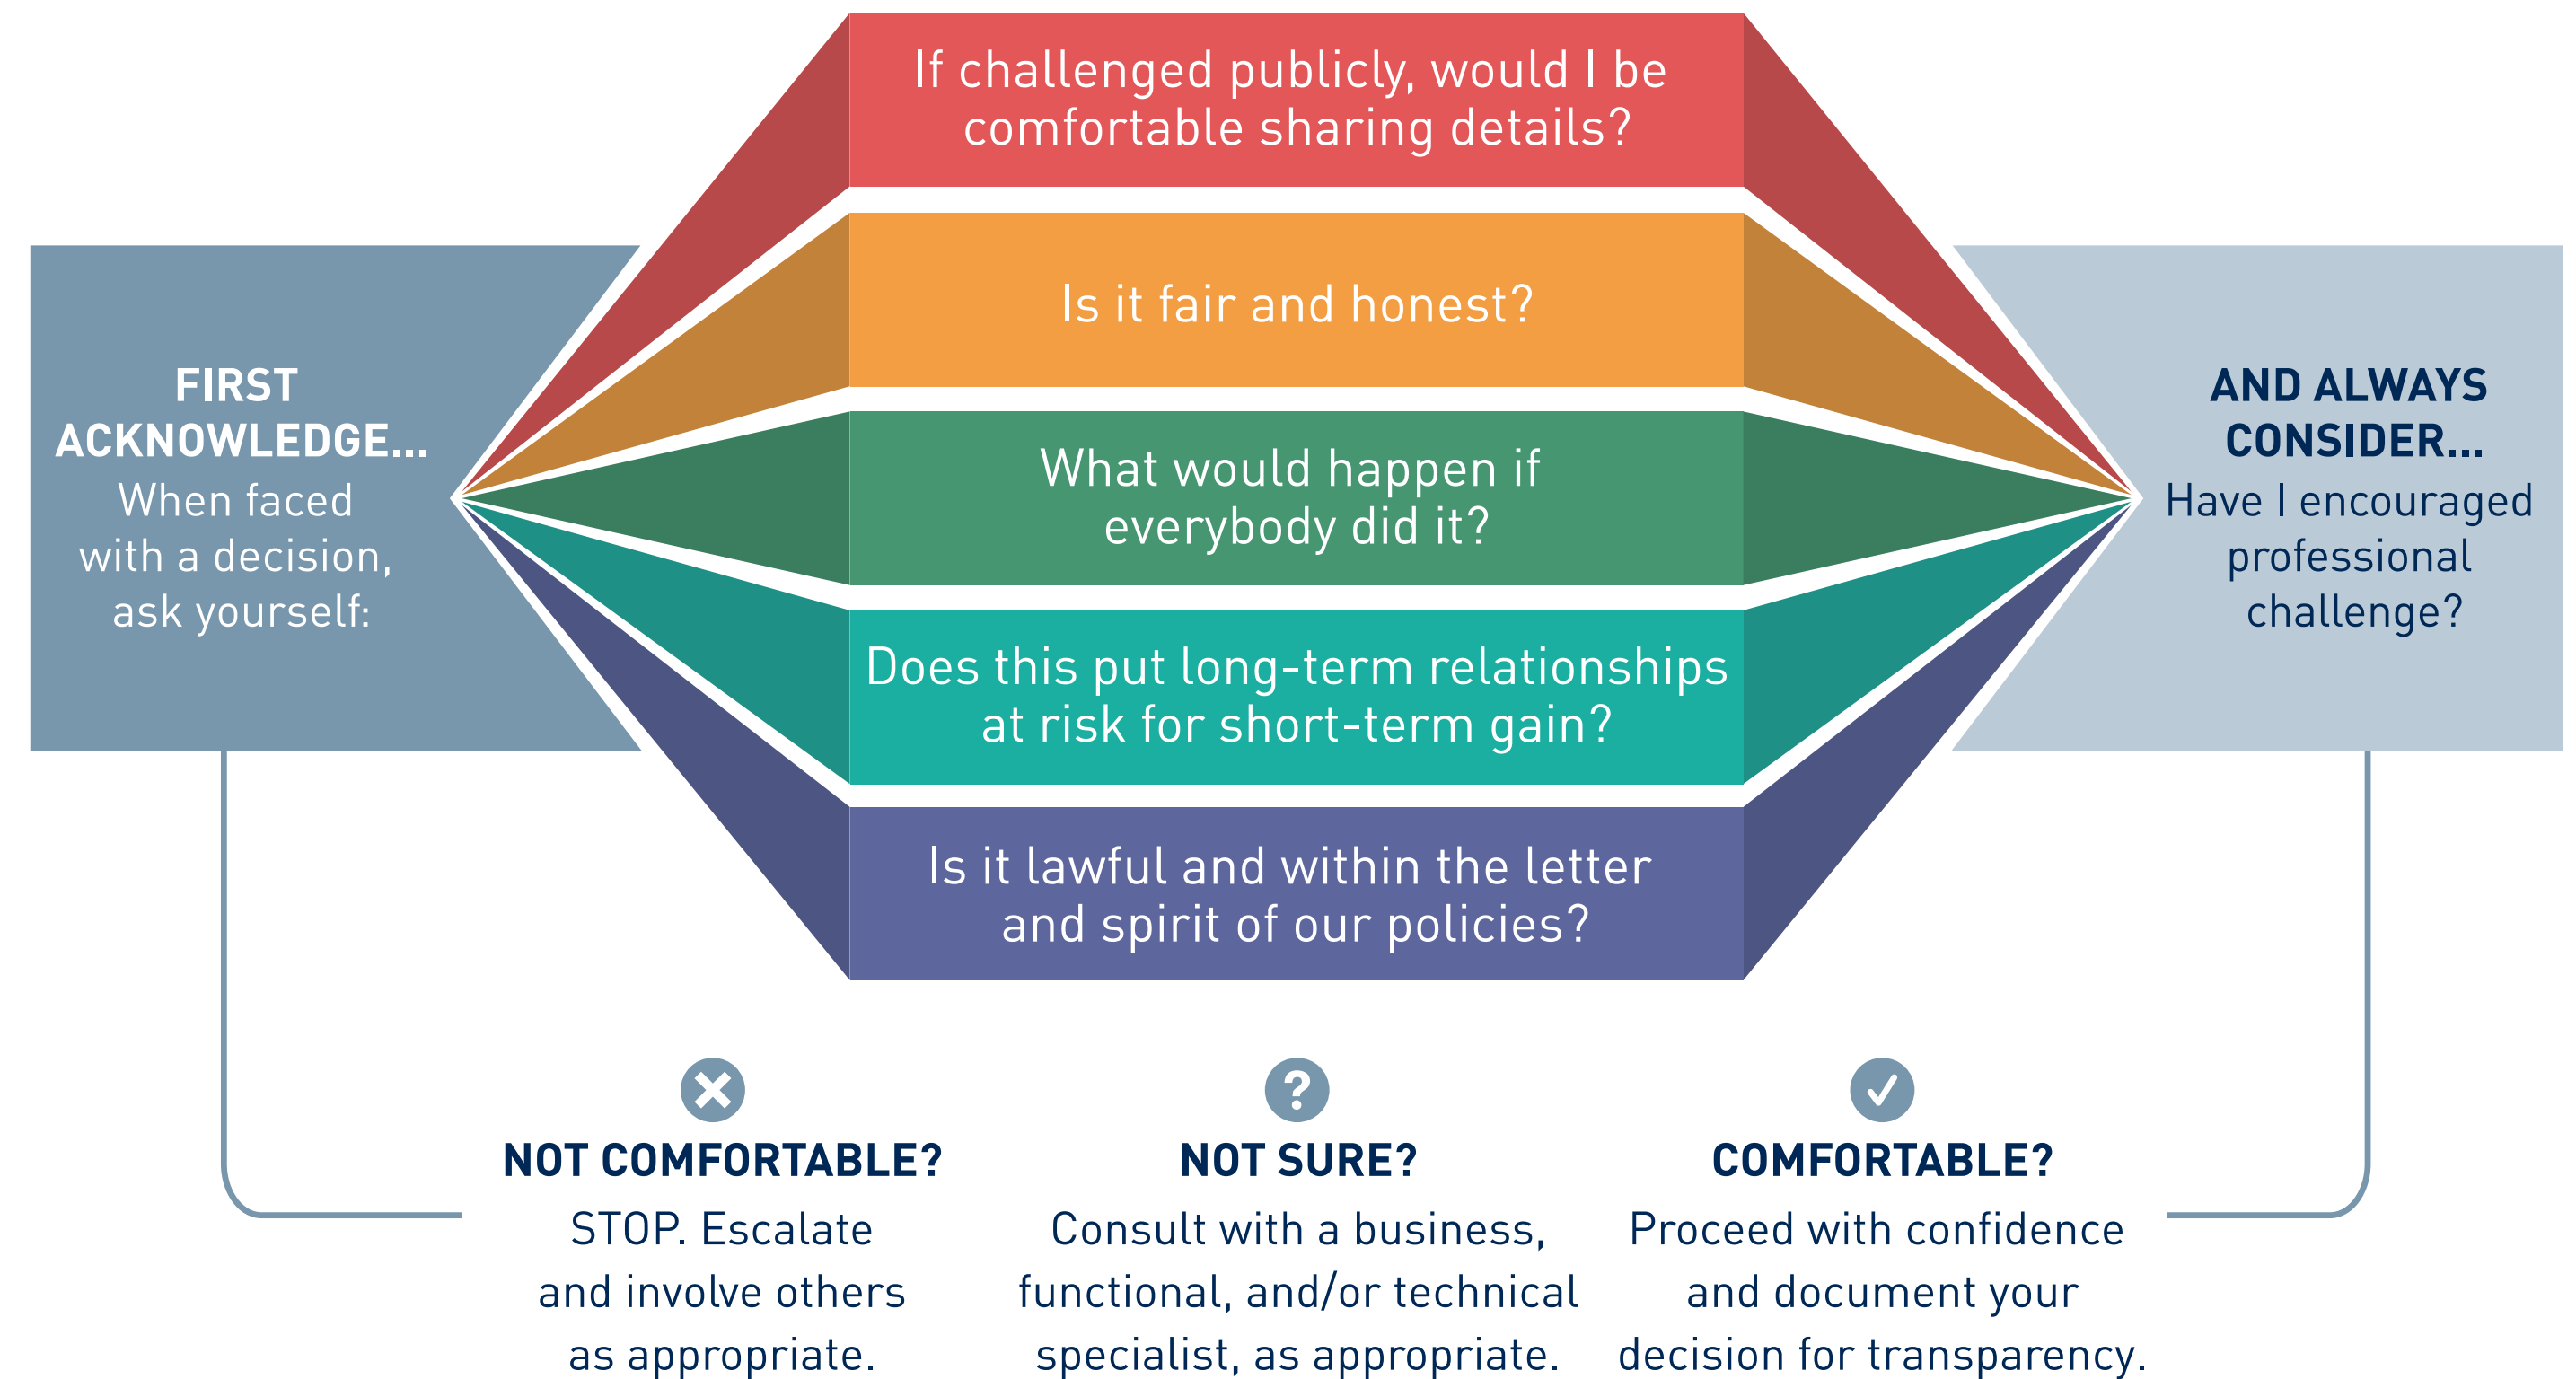 FIRST
ACKNOWLEDGE...
When faced
with a decision,
ask yourself:
If challenged publicly, would I be
comfortable sharing details?
Is it fair and honest?
What would happen if
everybody did it?
Does this put long-term relationships
at risk for short-term gain?
Is it lawful and within the letter
and spirit of our policies?
AND ALWAYS
CONSIDER...
Have I encouraged
professional
challenge?
NOT COMFORTABLE?
STOP. Escalate
and involve others
as appropriate.
?
NOT SURE?
Consult with a business,
functional, and/or technical
specialist, as appropriate.
COMFORTABLE?
Proceed with confidence
and document your
decision for transparency.